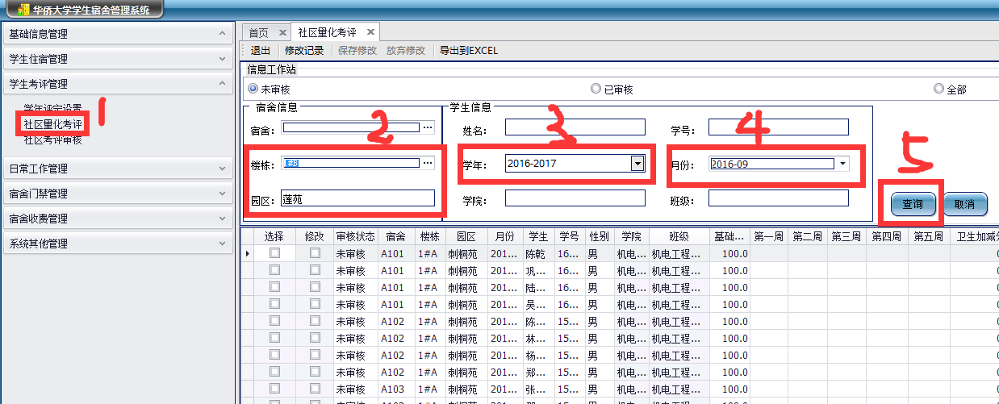 华侨大学学生宿舍管理系统
基础信息管理
学生住宿管理
学生考评管理
学年评定设置
社区量化考评
社区考评审核
日常工作管理
宿舍门禁管理
宿舍收费管理
系统其他管理
1
首页 社区量化考评
退出 修改记录 保存修改 放弃修改 导出到EXCEL
信息工作站
未审核 已审核 全部
宿舍信息 学生信息
2 3 4 5
宿舍: ... 姓名: 学号:
楼栋: 1#B ... 学年: 2016-2017 月份: 2016-09
园区: 莲苑 学院: 班级: 查询 取消
选择 修改 审核状态 宿舍 楼栋 园区 月份 学生 学号 性别 学院 班级 基础... 第一周 第二周 第三周 第四周 第五周 卫生加减
未审核 A101 1#A 刺桐苑 201... 陈乾 16... 男 机电... 机电工程... 100.0
未审核 A101 1#A 刺桐苑 201... 巩... 16... 男 机电... 机电工程... 100.0
未审核 A101 1#A 刺桐苑 201... 陆... 16... 男 机电... 机电工程... 100.0
未审核 A101 1#A 刺桐苑 201... 吴... 16... 男 机电... 机电工程... 100.0
未审核 A102 1#A 刺桐苑 201... 陈... 15... 男 机电... 机电工程... 100.0
未审核 A102 1#A 刺桐苑 201... 林... 15... 男 机电... 机电工程... 100.0
未审核 A102 1#A 刺桐苑 201... 杨... 15... 男 机电... 机电工程... 100.0
未审核 A102 1#A 刺桐苑 201... 郑... 15... 男 机电... 机电工程... 100.0
未审核 A103 1#A 刺桐苑 201... 张... 15... 男 机电... 机电工程... 100.0